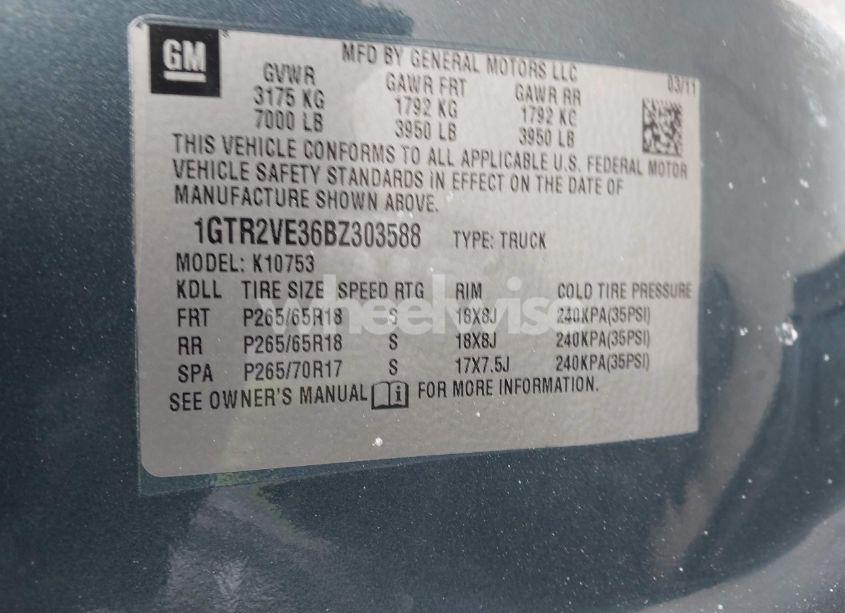 GM
MFD BY GENERAL MOTORS LLC
03/11
GVWR GAWR FRT GAWR RR
3175 KG 1792 KG 1792 KG
7000 LB 3950 LB 3950 LB
THIS VEHICLE CONFORMS TO ALL APPLICABLE U.S. FEDERAL MOTOR
VEHICLE SAFETY STANDARDS IN EFFECT ON THE DATE OF
MANUFACTURE SHOWN ABOVE.
1GTR2VE36BZ303588 TYPE: TRUCK
MODEL: K10753
KDLL TIRE SIZE SPEED RTG RIM COLD TIRE PRESSURE
FRT P265/65R18 S 18X8J 240KPA(35PSI)
RR P265/65R18 S 18X8J 240KPA(35PSI)
SPA P265/70R17 S 17X7.5J 240KPA(35PSI)
SEE OWNER'S MANUAL i FOR MORE INFORMATION.
wheelwise